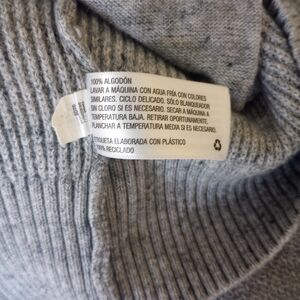 100% ALGODÓN
LAVAR A MÁQUINA CON AGUA FRÍA CON COLORES
SIMILARES. CICLO DELICADO. SÓLO BLANQUEADOR
SIN CLORO SI ES NECESARIO. SECAR A MÁQUINA A
TEMPERATURA BAJA. RETIRAR OPORTUNAMENTE.
PLANCHAR A TEMPERATURA MEDIA SI ES NECESARIO.
ETIQUETA ELABORADA CON PLÁSTICO
100% RECICLADO